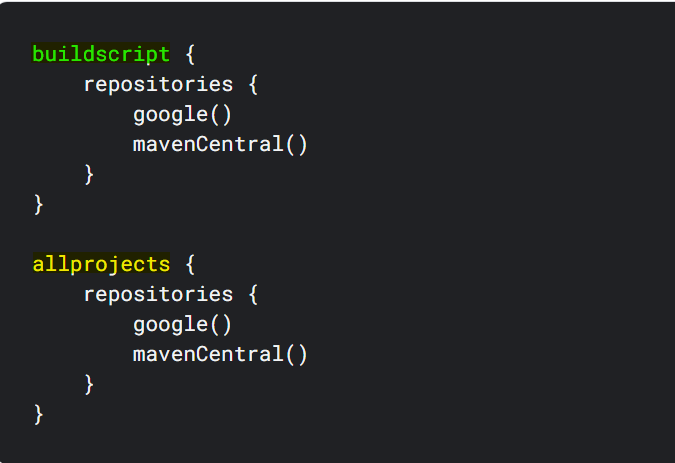 buildscript {
    repositories {
        google()
        mavenCentral()
    }
}

allprojects {
    repositories {
        google()
        mavenCentral()
    }
}